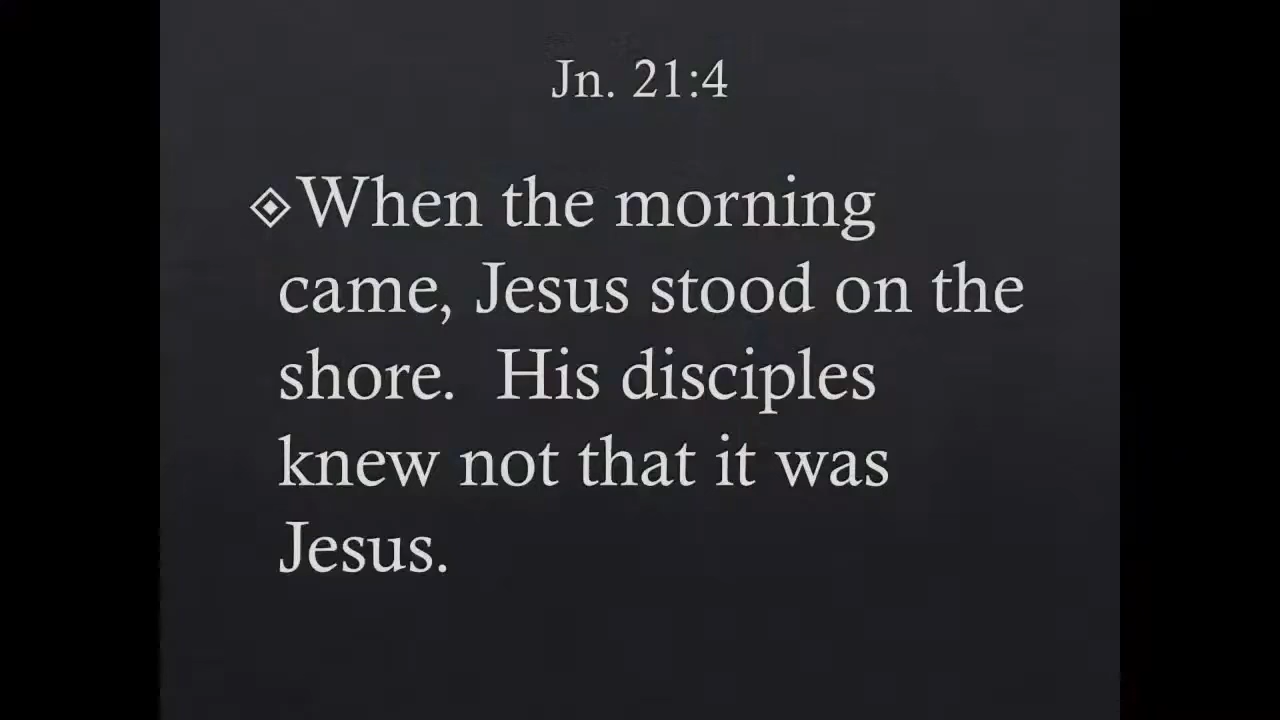 Jn. 21:4
When the morning
came, Jesus stood on the
shore.  His disciples
knew not that it was
Jesus.